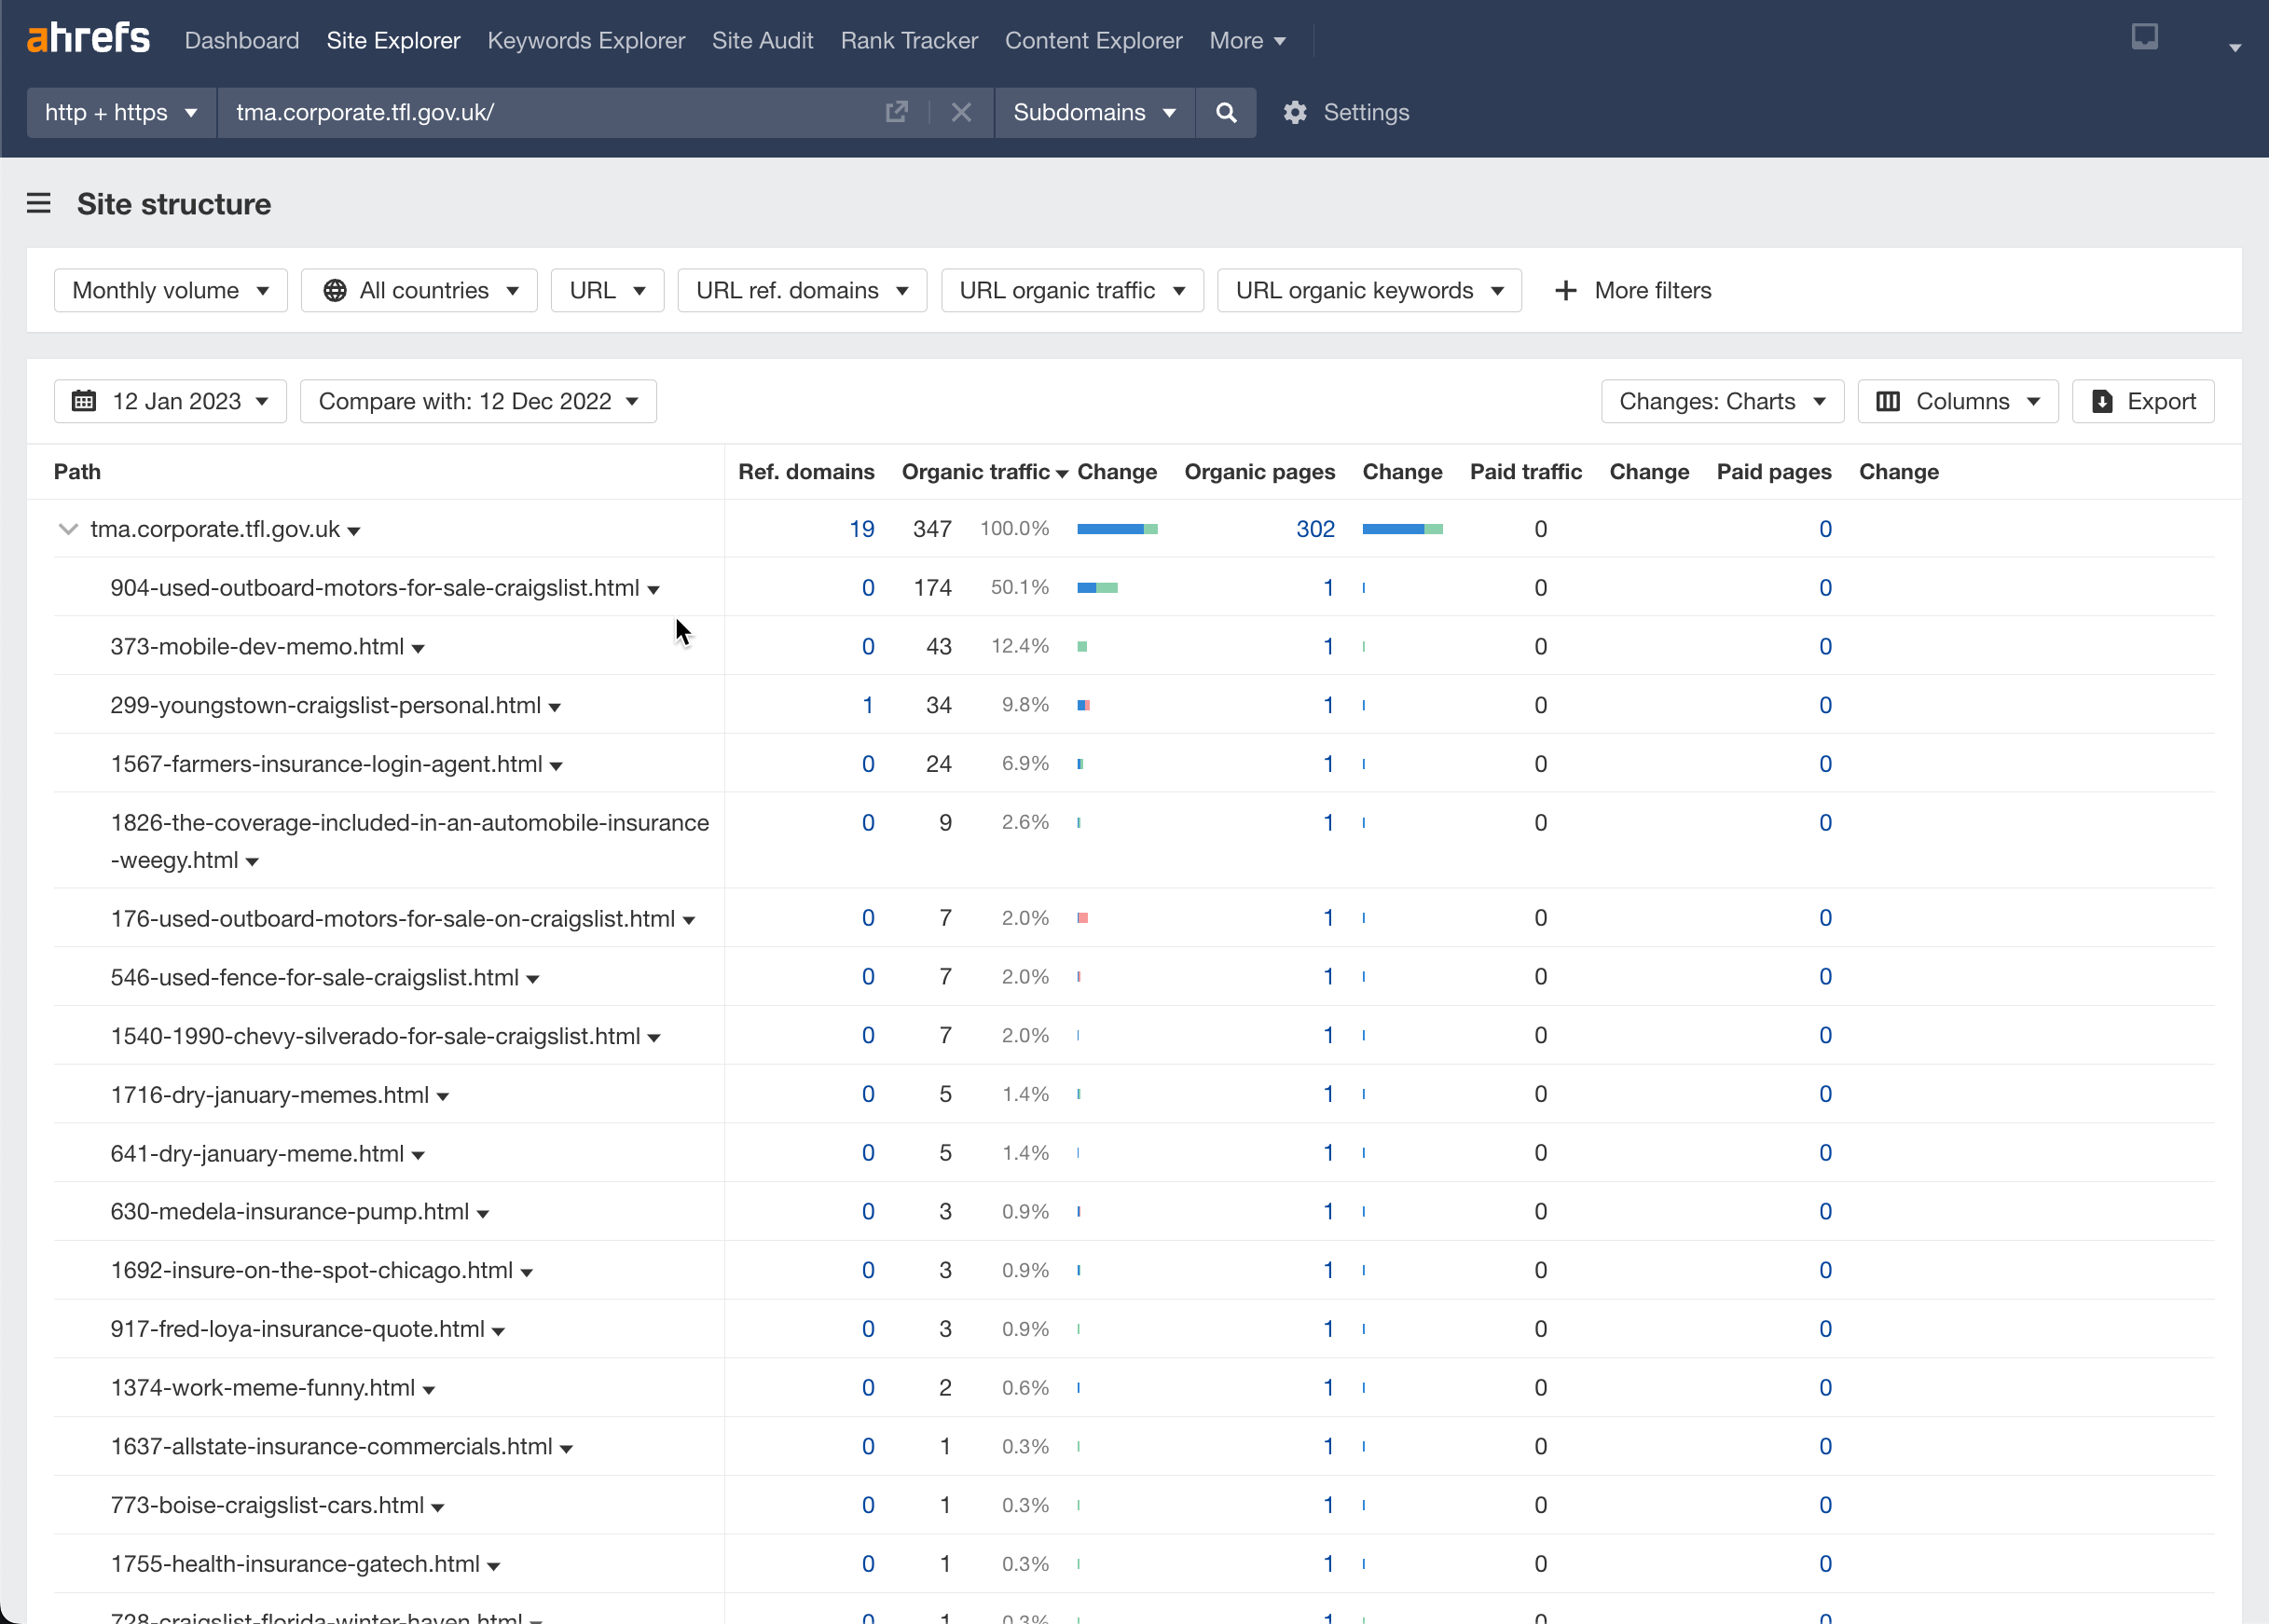 ahrefs Dashboard Site Explorer Keywords Explorer Site Audit Rank Tracker Content Explorer More
http + https tma.corporate.tfl.gov.uk/ Subdomains Settings
Site structure
Monthly volume All countries URL URL ref. domains URL organic traffic URL organic keywords + More filters
12 Jan 2023 Compare with: 12 Dec 2022 Changes: Charts Columns Export
Path Ref. domains Organic traffic Change Organic pages Change Paid traffic Change Paid pages Change
tma.corporate.tfl.gov.uk 19 347 100.0% 302 0 0
904-used-outboard-motors-for-sale-craigslist.html 0 174 50.1% 1 0 0
373-mobile-dev-memo.html 0 43 12.4% 1 0 0
299-youngstown-craigslist-personal.html 1 34 9.8% 1 0 0
1567-farmers-insurance-login-agent.html 0 24 6.9% 1 0 0
1826-the-coverage-included-in-an-automobile-insurance 0 9 2.6% 1 0 0
-weegy.html
176-used-outboard-motors-for-sale-on-craigslist.html 0 7 2.0% 1 0 0
546-used-fence-for-sale-craigslist.html 0 7 2.0% 1 0 0
1540-1990-chevy-silverado-for-sale-craigslist.html 0 7 2.0% 1 0 0
1716-dry-january-memes.html 0 5 1.4% 1 0 0
641-dry-january-meme.html 0 5 1.4% 1 0 0
630-medela-insurance-pump.html 0 3 0.9% 1 0 0
1692-insure-on-the-spot-chicago.html 0 3 0.9% 1 0 0
917-fred-loya-insurance-quote.html 0 3 0.9% 1 0 0
1374-work-meme-funny.html 0 2 0.6% 1 0 0
1637-allstate-insurance-commercials.html 0 1 0.3% 1 0 0
773-boise-craigslist-cars.html 0 1 0.3% 1 0 0
1755-health-insurance-gatech.html 0 1 0.3% 1 0 0
728-craigslist-florida-winter-haven.html 0 1 0.3% 1 0 0